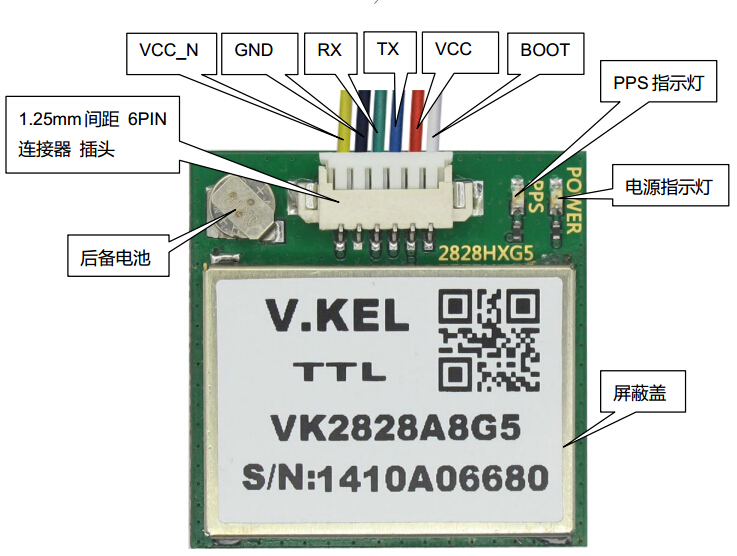 VCC_N
GND
RX
TX
VCC
BOOT
PPS 指示灯
1.25mm 间距 6PIN
连接器 插头
电源指示灯
后备电池
PPS
POWER
2828HXG5
V.KEL
TTL
VK2828A8G5
S/N:1410A06680
屏蔽盖